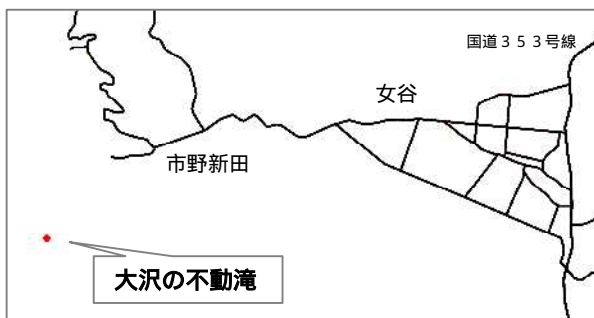 国道３５３号線
女谷
市野新田
大沢の不動滝